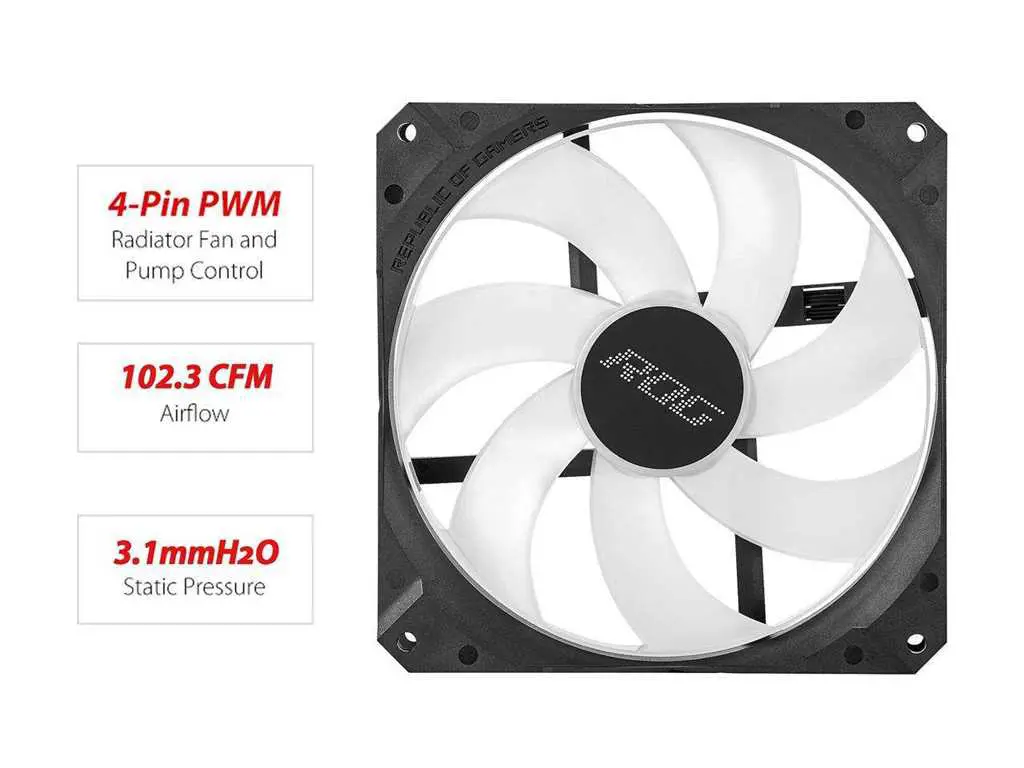 4-Pin PWM
Radiator Fan and
Pump Control
102.3 CFM
Airflow
3.1mmH2O
Static Pressure
REPUBLIC OF GAMERS
ROG